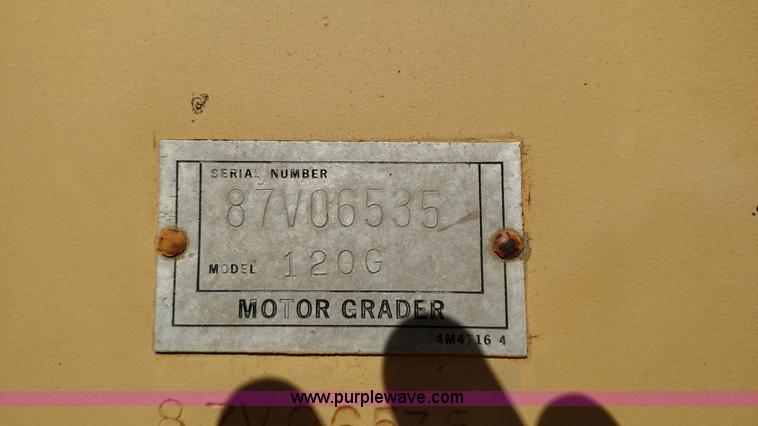 SERIAL NUMBER
87V06535
MODEL 120G
MOTOR GRADER
4M4716 4
www.purplewave.com